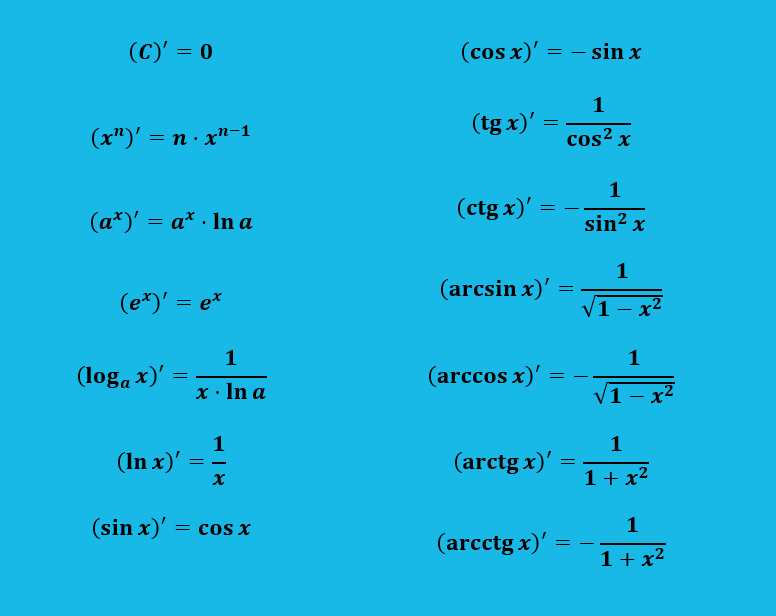 (C)′ = 0
(xⁿ)′ = n · xⁿ⁻¹
(aˣ)′ = aˣ · ln a
(eˣ)′ = eˣ
(logₐ x)′ = 1/(x · ln a)
(ln x)′ = 1/x
(sin x)′ = cos x
(cos x)′ = − sin x
(tg x)′ = 1/cos² x
(ctg x)′ = − 1/sin² x
(arcsin x)′ = 1/√(1 − x²)
(arccos x)′ = − 1/√(1 − x²)
(arctg x)′ = 1/(1 + x²)
(arcctg x)′ = − 1/(1 + x²)